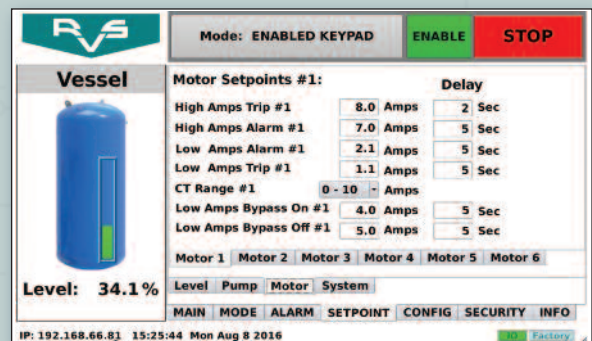 RVS
Mode: ENABLED KEYPAD
ENABLE
STOP
Vessel
Level: 34.1%
Motor Setpoints #1:
Delay
High Amps Trip #1 8.0 Amps 2 Sec
High Amps Alarm #1 7.0 Amps 5 Sec
Low Amps Alarm #1 2.1 Amps 5 Sec
Low Amps Trip #1 1.1 Amps 5 Sec
CT Range #1 0 - 10 Amps
Low Amps Bypass On #1 4.0 Amps 5 Sec
Low Amps Bypass Off #1 5.0 Amps 5 Sec
Motor 1 Motor 2 Motor 3 Motor 4 Motor 5 Motor 6
Level Pump Motor System
MAIN MODE ALARM SETPOINT CONFIG SECURITY INFO
IP: 192.168.66.81 15:25:44 Mon Aug 8 2016
IO Factory